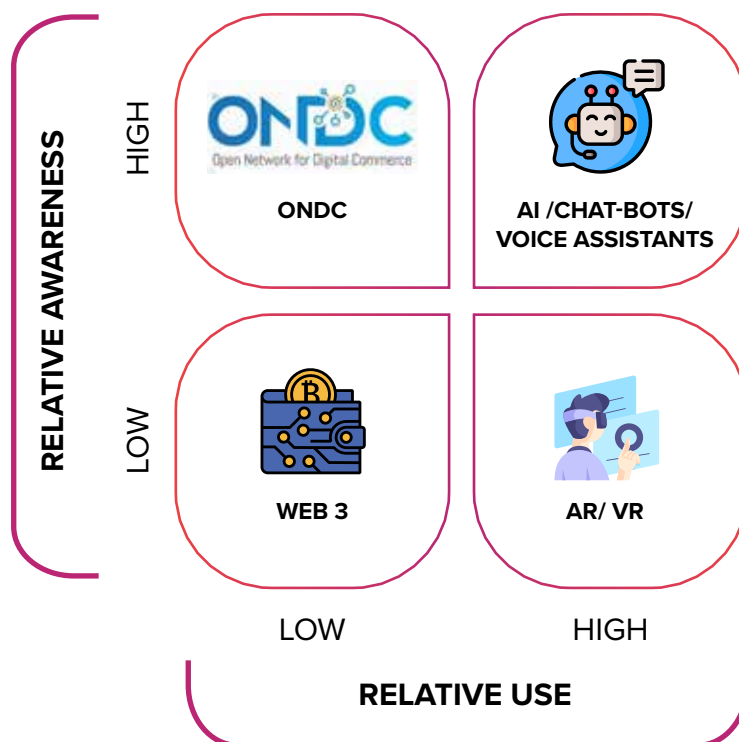 RELATIVE AWARENESS
HIGH
ONDC
Open Network for Digital Commerce
ONDC
AI /CHAT-BOTS/
VOICE ASSISTANTS
LOW
B
WEB 3
AR/ VR
LOW
HIGH
RELATIVE USE